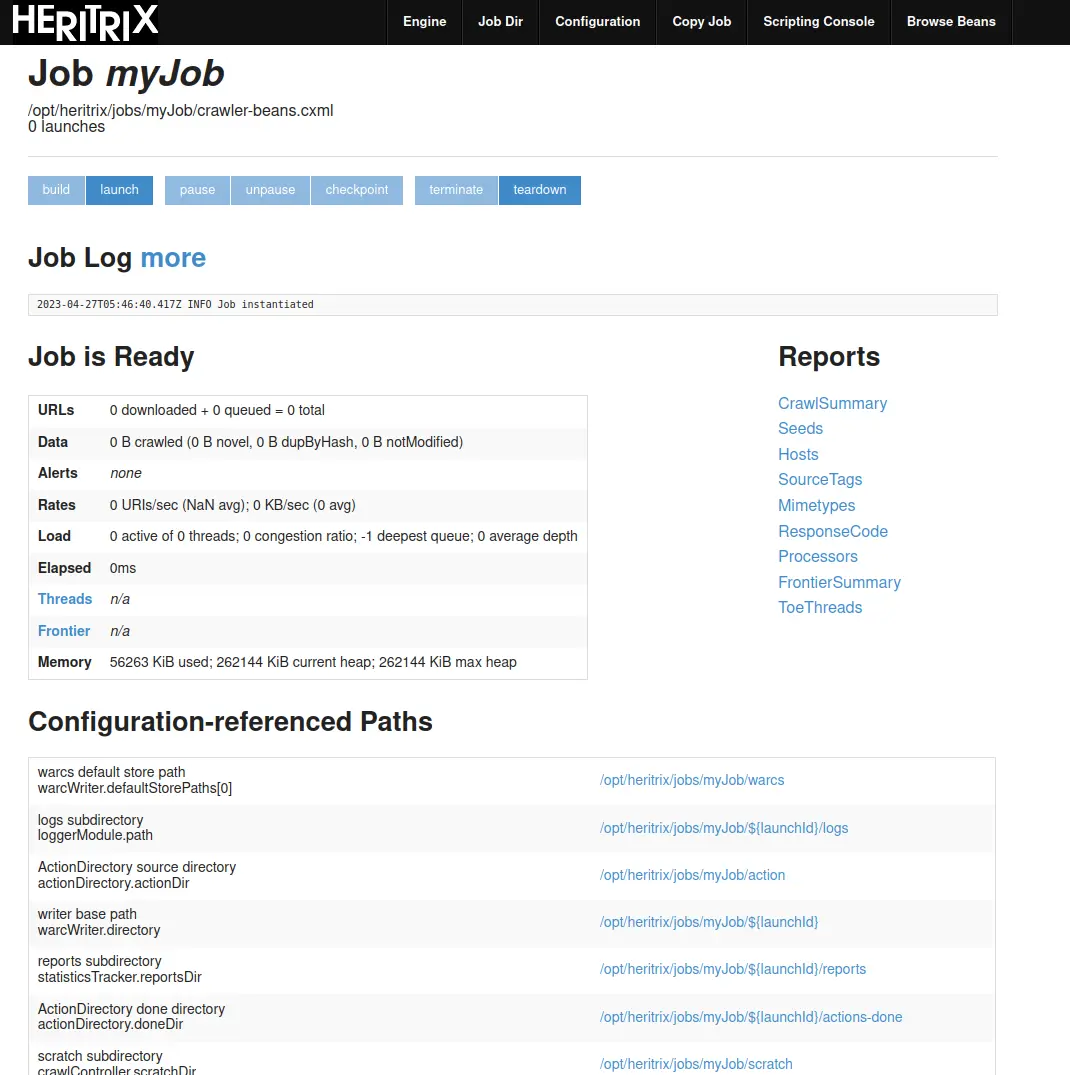 HERITRIX
Engine
Job Dir
Configuration
Copy Job
Scripting Console
Browse Beans
Job myJob
/opt/heritrix/jobs/myJob/crawler-beans.cxml
0 launches
build
launch
pause
unpause
checkpoint
terminate
teardown
Job Log more
2023-04-27T05:46:40.417Z INFO Job instantiated
Job is Ready
URLs 0 downloaded + 0 queued = 0 total
Data 0 B crawled (0 B novel, 0 B dupByHash, 0 B notModified)
Alerts none
Rates 0 URIs/sec (NaN avg); 0 KB/sec (0 avg)
Load 0 active of 0 threads; 0 congestion ratio; -1 deepest queue; 0 average depth
Elapsed 0ms
Threads n/a
Frontier n/a
Memory 56263 KiB used; 262144 KiB current heap; 262144 KiB max heap
Reports
CrawlSummary
Seeds
Hosts
SourceTags
Mimetypes
ResponseCode
Processors
FrontierSummary
ToeThreads
Configuration-referenced Paths
warcs default store path
warcWriter.defaultStorePaths[0]
/opt/heritrix/jobs/myJob/warcs
logs subdirectory
loggerModule.path
/opt/heritrix/jobs/myJob/${launchId}/logs
ActionDirectory source directory
actionDirectory.actionDir
/opt/heritrix/jobs/myJob/action
writer base path
warcWriter.directory
/opt/heritrix/jobs/myJob/${launchId}
reports subdirectory
statisticsTracker.reportsDir
/opt/heritrix/jobs/myJob/${launchId}/reports
ActionDirectory done directory
actionDirectory.doneDir
/opt/heritrix/jobs/myJob/${launchId}/actions-done
scratch subdirectory
crawlController.scratchDir
/opt/heritrix/jobs/myJob/scratch